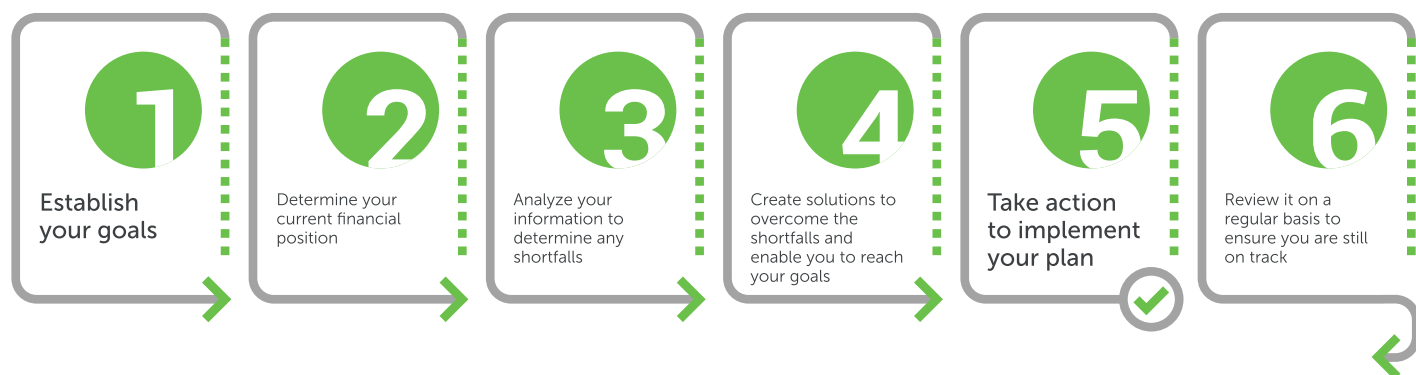 1
Establish
your goals
2
Determine your
current financial
position
3
Analyze your
information to
determine any
shortfalls
4
Create solutions to
overcome the
shortfalls and
enable you to reach
your goals
5
Take action
to implement
your plan
6
Review it on a
regular basis to
ensure you are still
on track